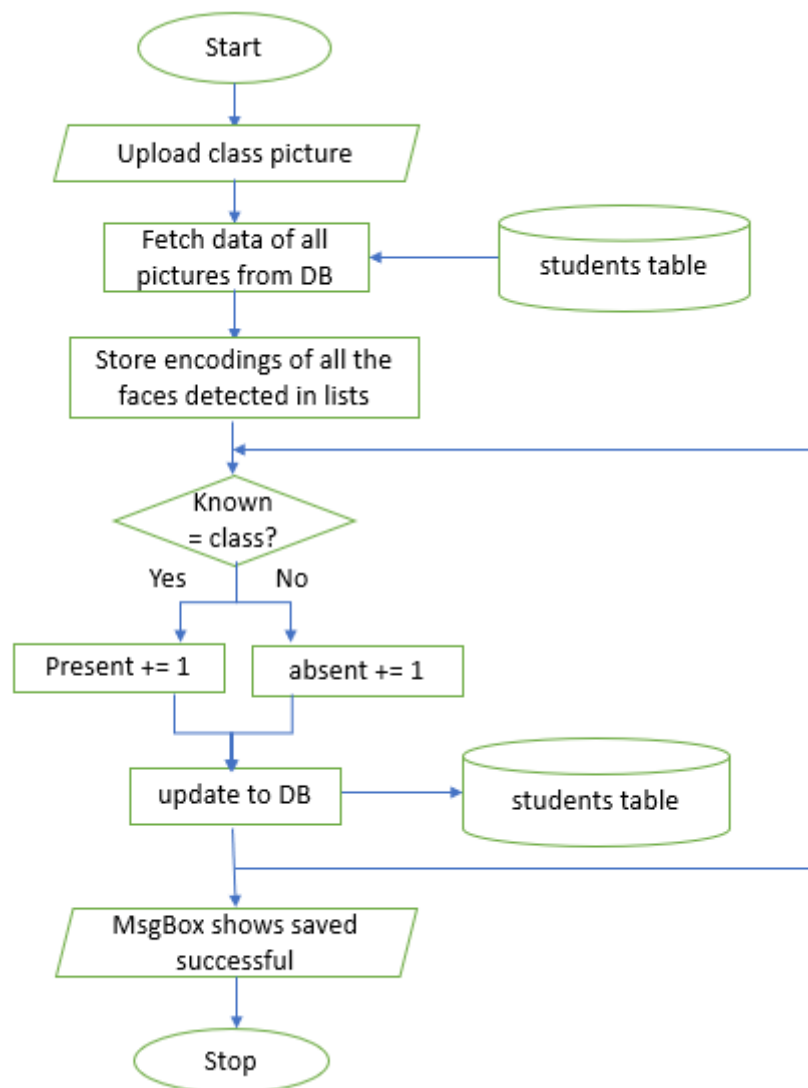 Start
Upload class picture
Fetch data of all
pictures from DB
students table
Store encodings of all the
faces detected in lists
Known
= class?
Yes
No
Present += 1
absent += 1
update to DB
students table
MsgBox shows saved
successful
Stop